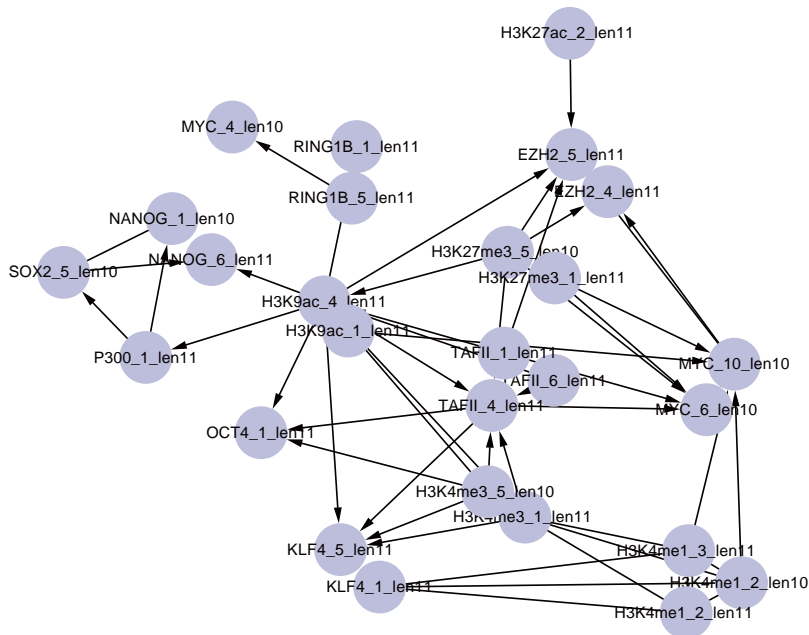 H3K27ac_2_len11
MYC_4_len10
RING1B_1_len11
EZH2_5_len11
RING1B_5_len11
EZH2_4_len11
NANOG_1_len10
NANOG_6_len11
H3K27me3_5_len10
SOX2_5_len10
H3K27me3_1_len11
H3K9ac_4_len11
H3K9ac_1_len11
P300_1_len11
TAFII_1_len11
MYC_10_len10
TAFII_6_len11
TAFII_4_len11
MYC_6_len10
OCT4_1_len11
H3K4me3_5_len10
H3K4me3_1_len11
KLF4_5_len11
H3K4me1_3_len11
KLF4_1_len11
H3K4me1_2_len10
H3K4me1_2_len11